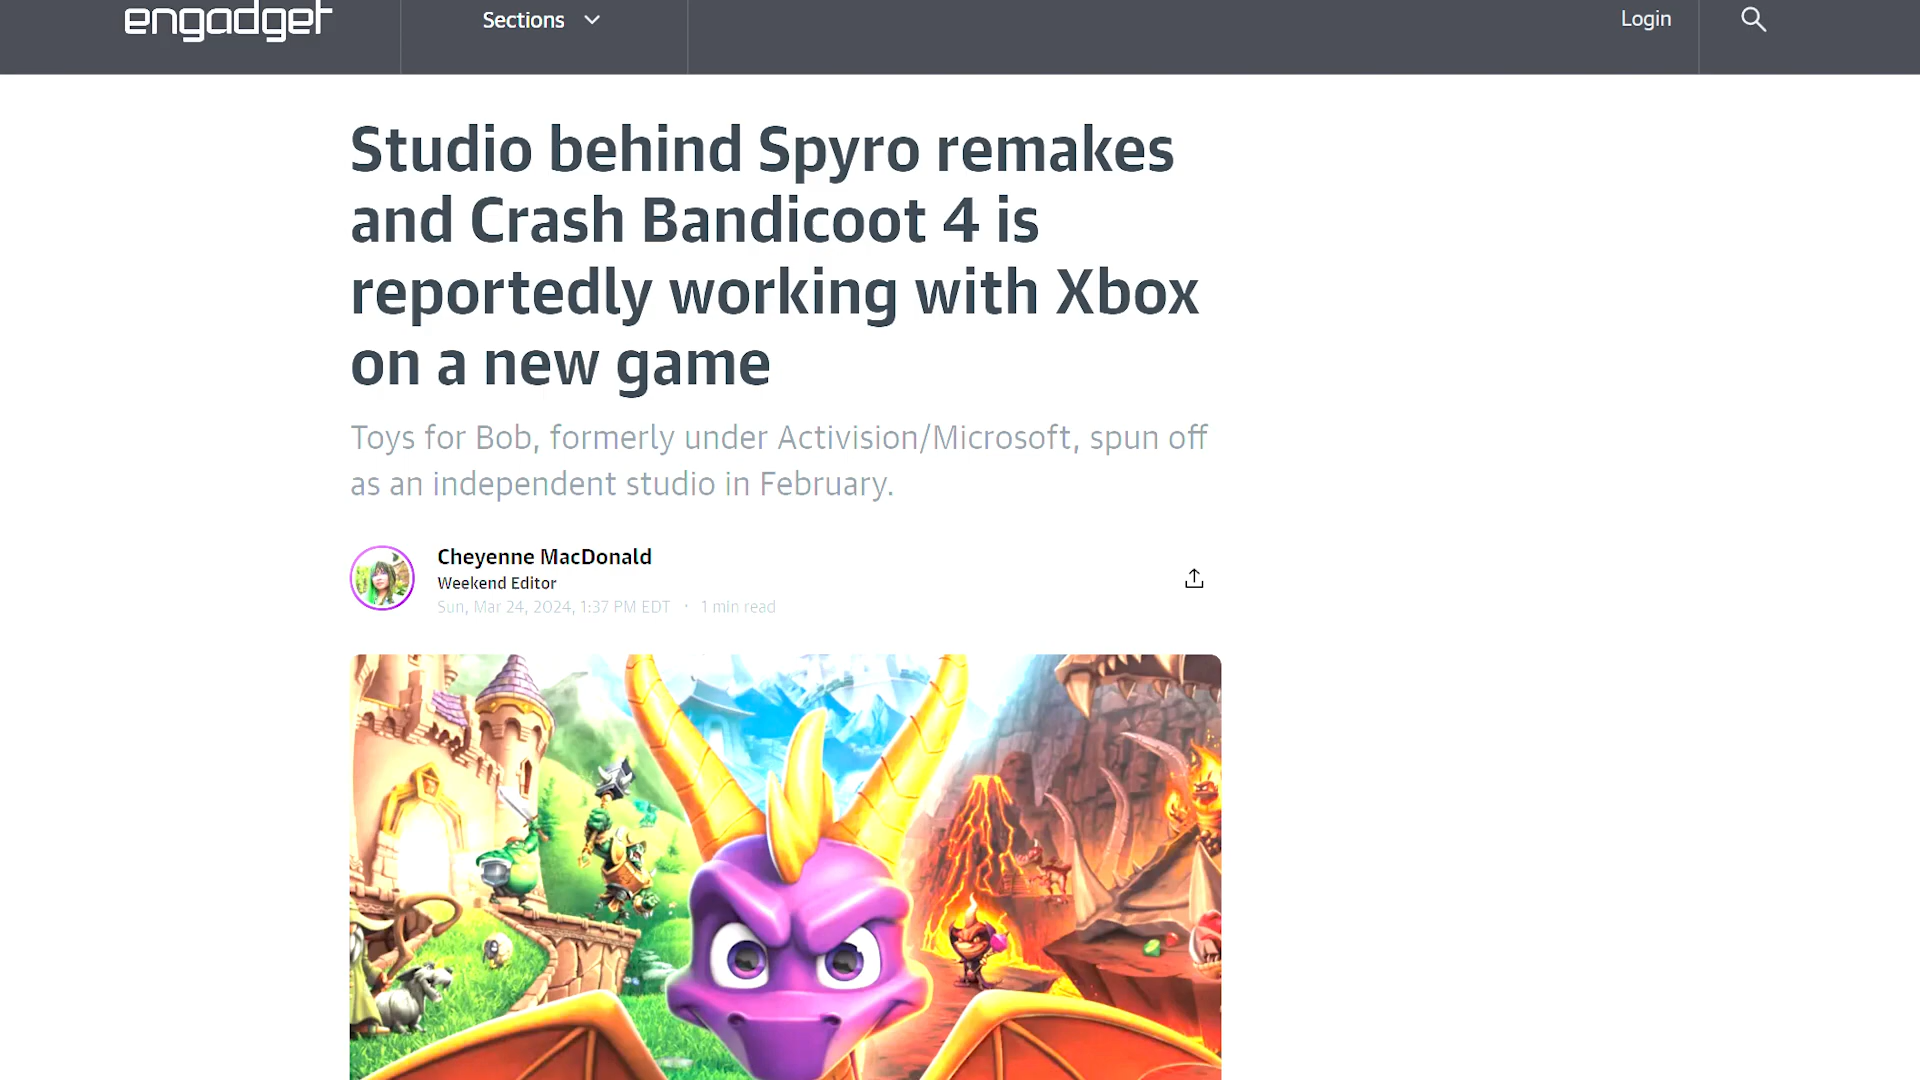 engadget
Sections
Login
Studio behind Spyro remakes
and Crash Bandicoot 4 is
reportedly working with Xbox
on a new game
Toys for Bob, formerly under Activision/Microsoft, spun off
as an independent studio in February.
Cheyenne MacDonald
Weekend Editor
Sun, Mar 24, 2024, 1:37 PM EDT · 1 min read